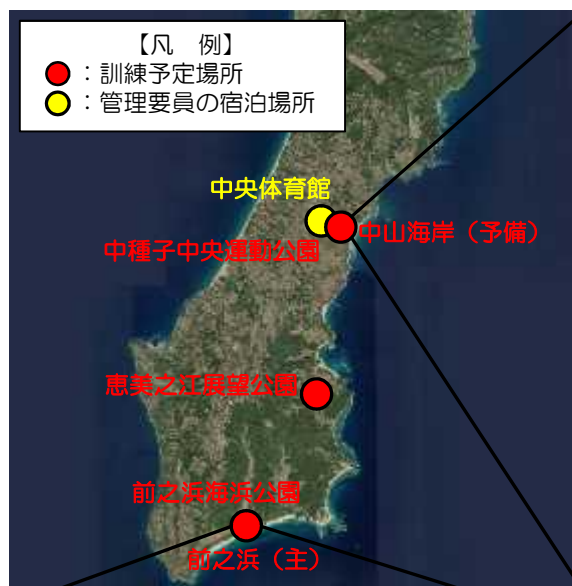 【凡　例】
：訓練予定場所
：管理要員の宿泊場所
中央体育館
中山海岸（予備）
中種子中央運動公園
恵美之江展望公園
前之浜海浜公園
前之浜（主）